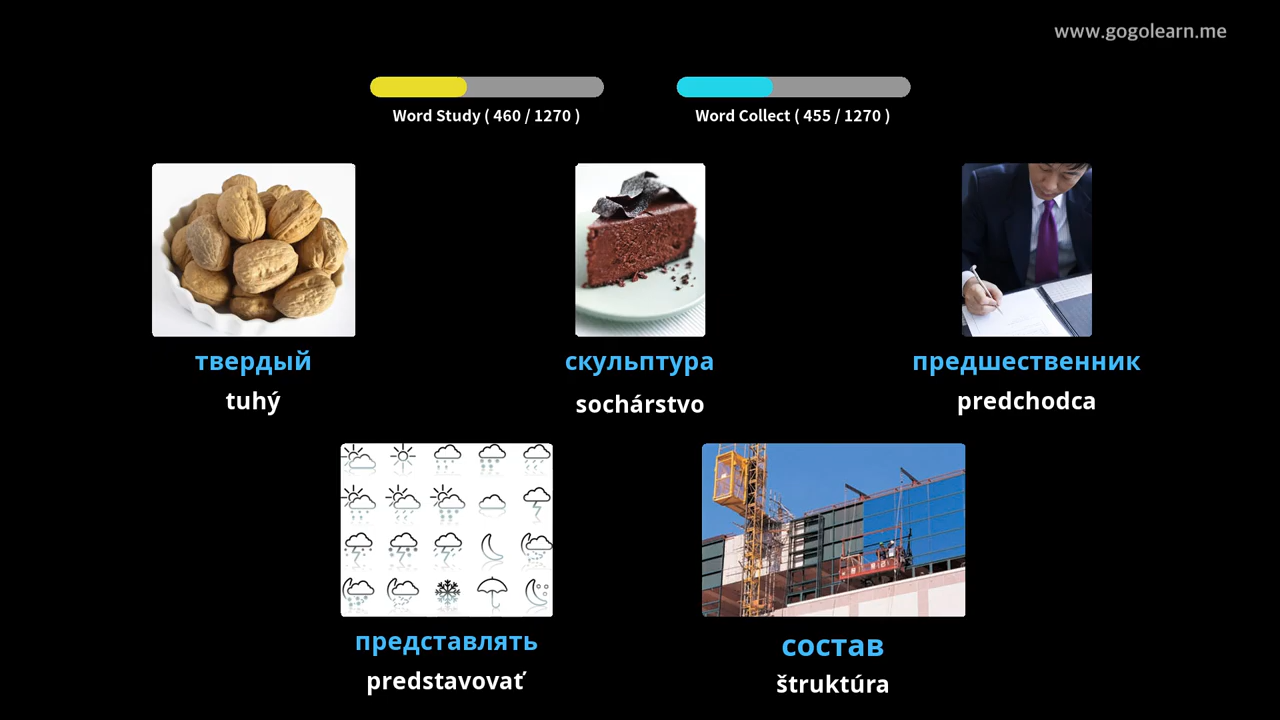 www.gogolearn.me
Word Study ( 460 / 1270 )
Word Collect ( 455 / 1270 )
твердый
tuhý
скульптура
sochárstvo
предшественник
predchodca
представлять
predstavovať
состав
štruktúra